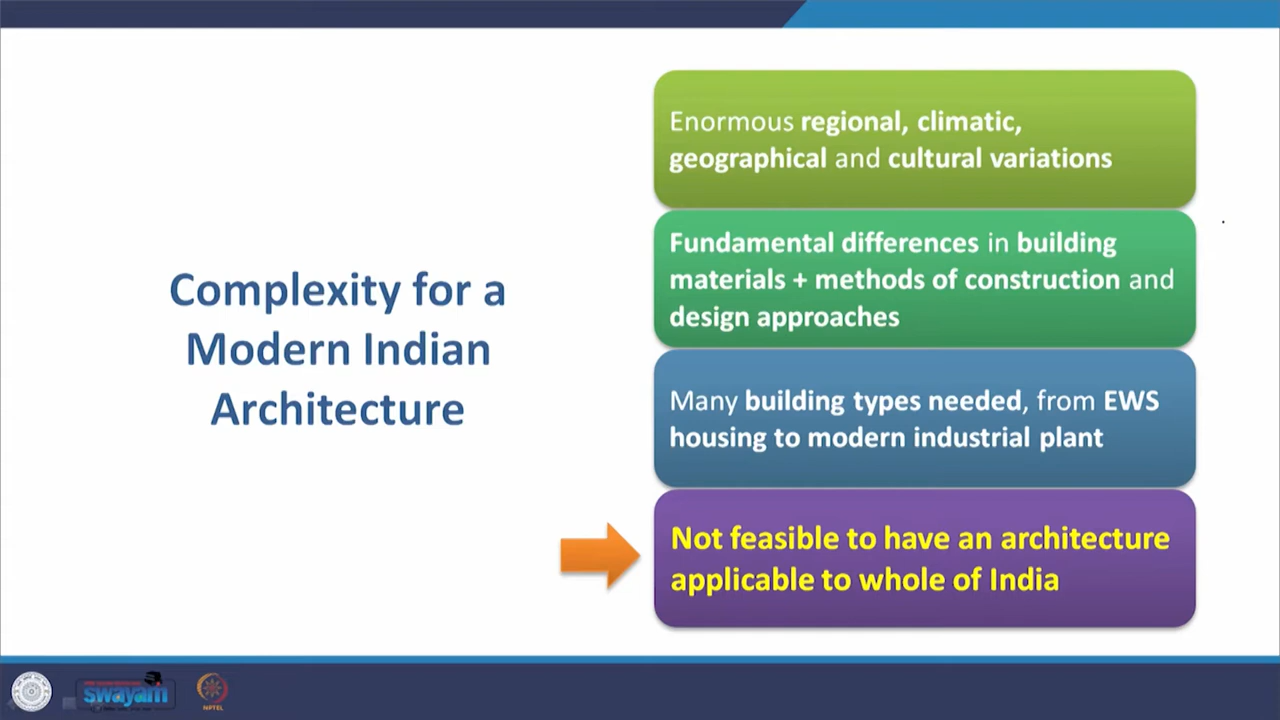 Complexity for a
Modern Indian
Architecture
Enormous regional, climatic,
geographical and cultural variations
Fundamental differences in building
materials + methods of construction and
design approaches
Many building types needed, from EWS
housing to modern industrial plant
Not feasible to have an architecture
applicable to whole of India
swayam
NPTEL